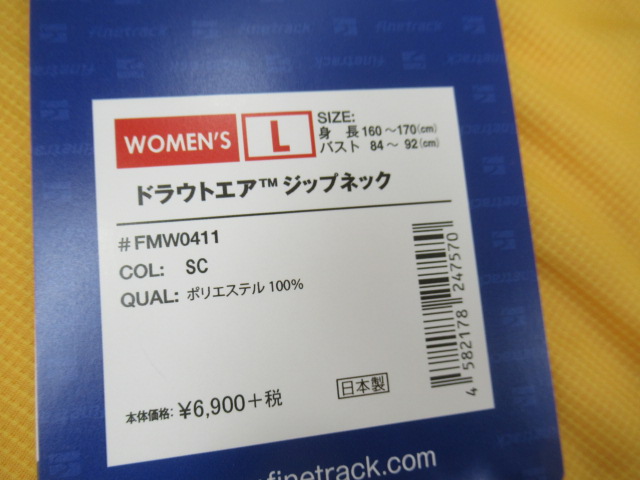 finetrack
finetrack
WOMEN'S
L
SIZE:
身 長 160～170(cm)
バスト 84～ 92(cm)
ドラウトエア™ジップネック
#FMW0411
COL: SC
QUAL: ポリエステル 100%
4 582178 247570
本体価格: ¥6,900+税
日本製
finetrack.com